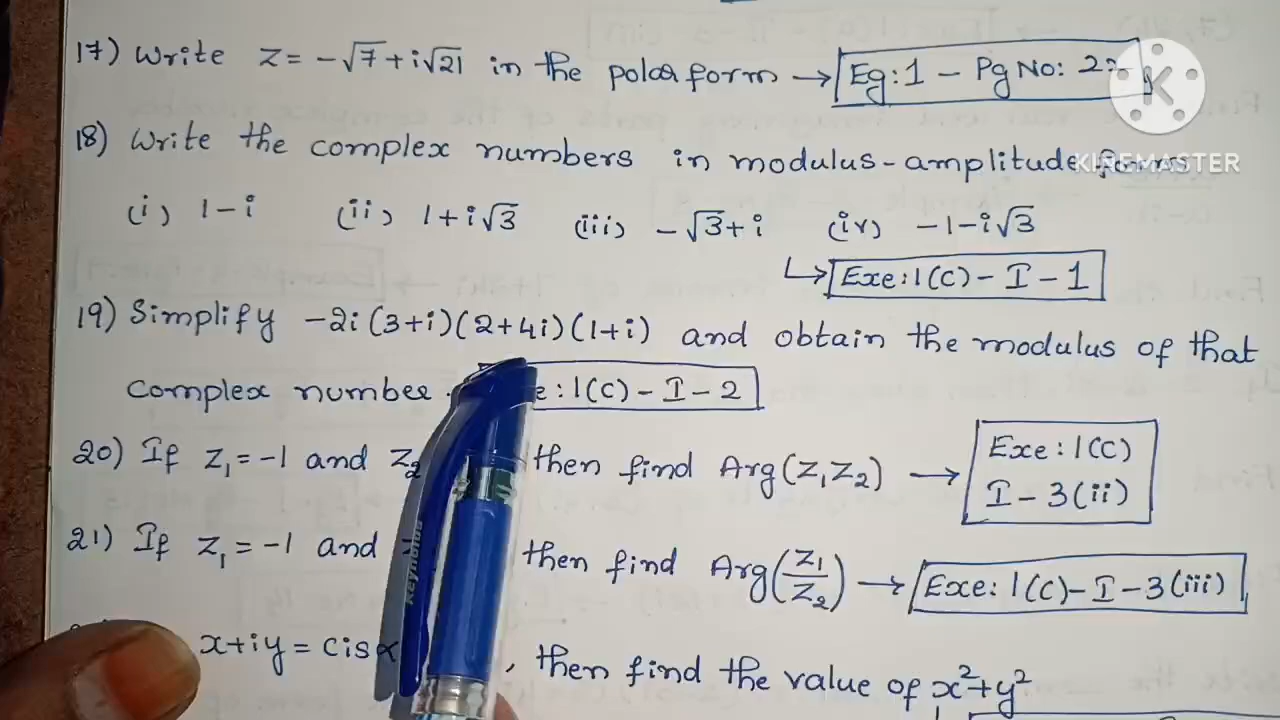 17) Write z = -√7 + i√21 in the polar form → Eg: 1 - Pg No: 2
18) Write the complex numbers in modulus-amplitude forms
KINEMASTER
(i) 1-i (ii) 1+i√3 (iii) -√3+i (iv) -1-i√3
↳ Exe: 1(C) - I - 1
19) Simplify -2i(3+i)(2+4i)(1+i) and obtain the modulus of that
complex number. : 1(C) - I - 2
20) If z₁ = -1 and z₂ then find Arg(z₁z₂) → Exe: 1(C)
I - 3(ii)
21) If z₁ = -1 and then find Arg(z₁/z₂) → Exe: 1(C) - I - 3(iii)
x+iy = cisα , then find the value of x²+y²
Keynolus